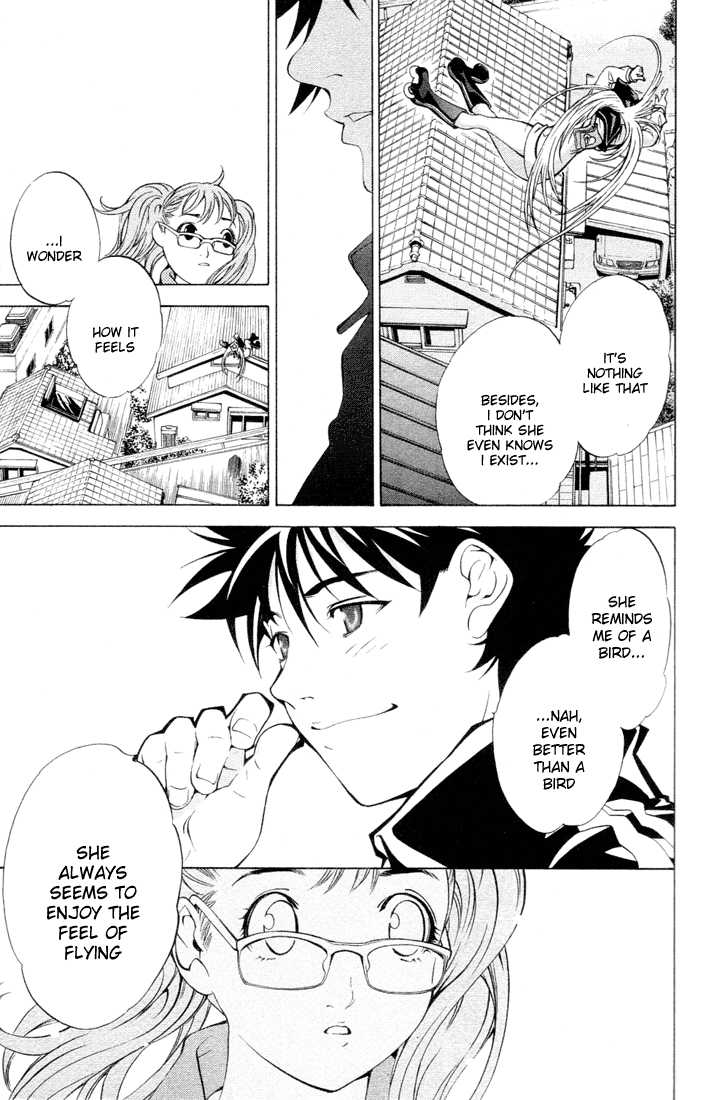 IT'S
NOTHING
LIKE THAT
BESIDES,
I DON'T
THINK SHE
EVEN KNOWS
I EXIST...
...I
WONDER
HOW IT
FEELS
SHE
REMINDS
ME OF A
BIRD...
...NAH,
EVEN
BETTER
THAN A
BIRD
SHE
ALWAYS
SEEMS TO
ENJOY THE
FEEL OF
FLYING